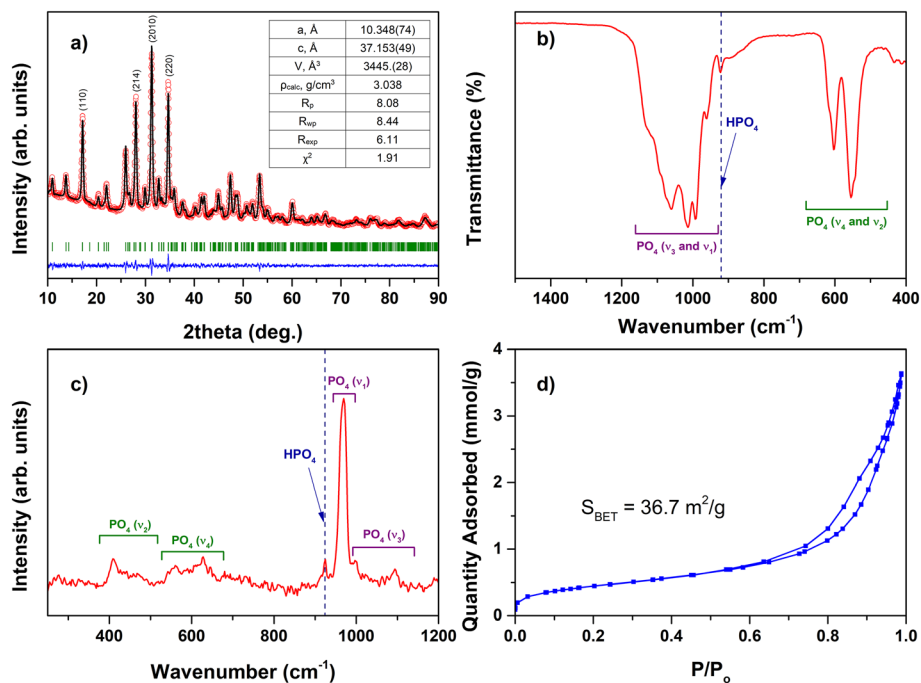 a)
(110)
(214)
(2010)
(220)
a, Å 10.348(74)
c, Å 37.153(49)
V, Å³ 3445.(28)
ρcalc, g/cm³ 3.038
Rp 8.08
Rwp 8.44
Rexp 6.11
χ² 1.91
Intensity (arb. units)
10 20 30 40 50 60 70 80 90
2theta (deg.)
b)
HPO₄
PO₄ (ν₃ and ν₁)
PO₄ (ν₄ and ν₂)
Transmittance (%)
1400 1200 1000 800 600 400
Wavenumber (cm⁻¹)
c)
PO₄ (ν₁)
HPO₄
PO₄ (ν₂)
PO₄ (ν₄)
PO₄ (ν₃)
Intensity (arb. units)
400 600 800 1000 1200
Wavenumber (cm⁻¹)
d)
S_BET = 36.7 m²/g
Quantity Adsorbed (mmol/g)
4
3
2
1
0
0.0 0.2 0.4 0.6 0.8 1.0
P/Pₒ